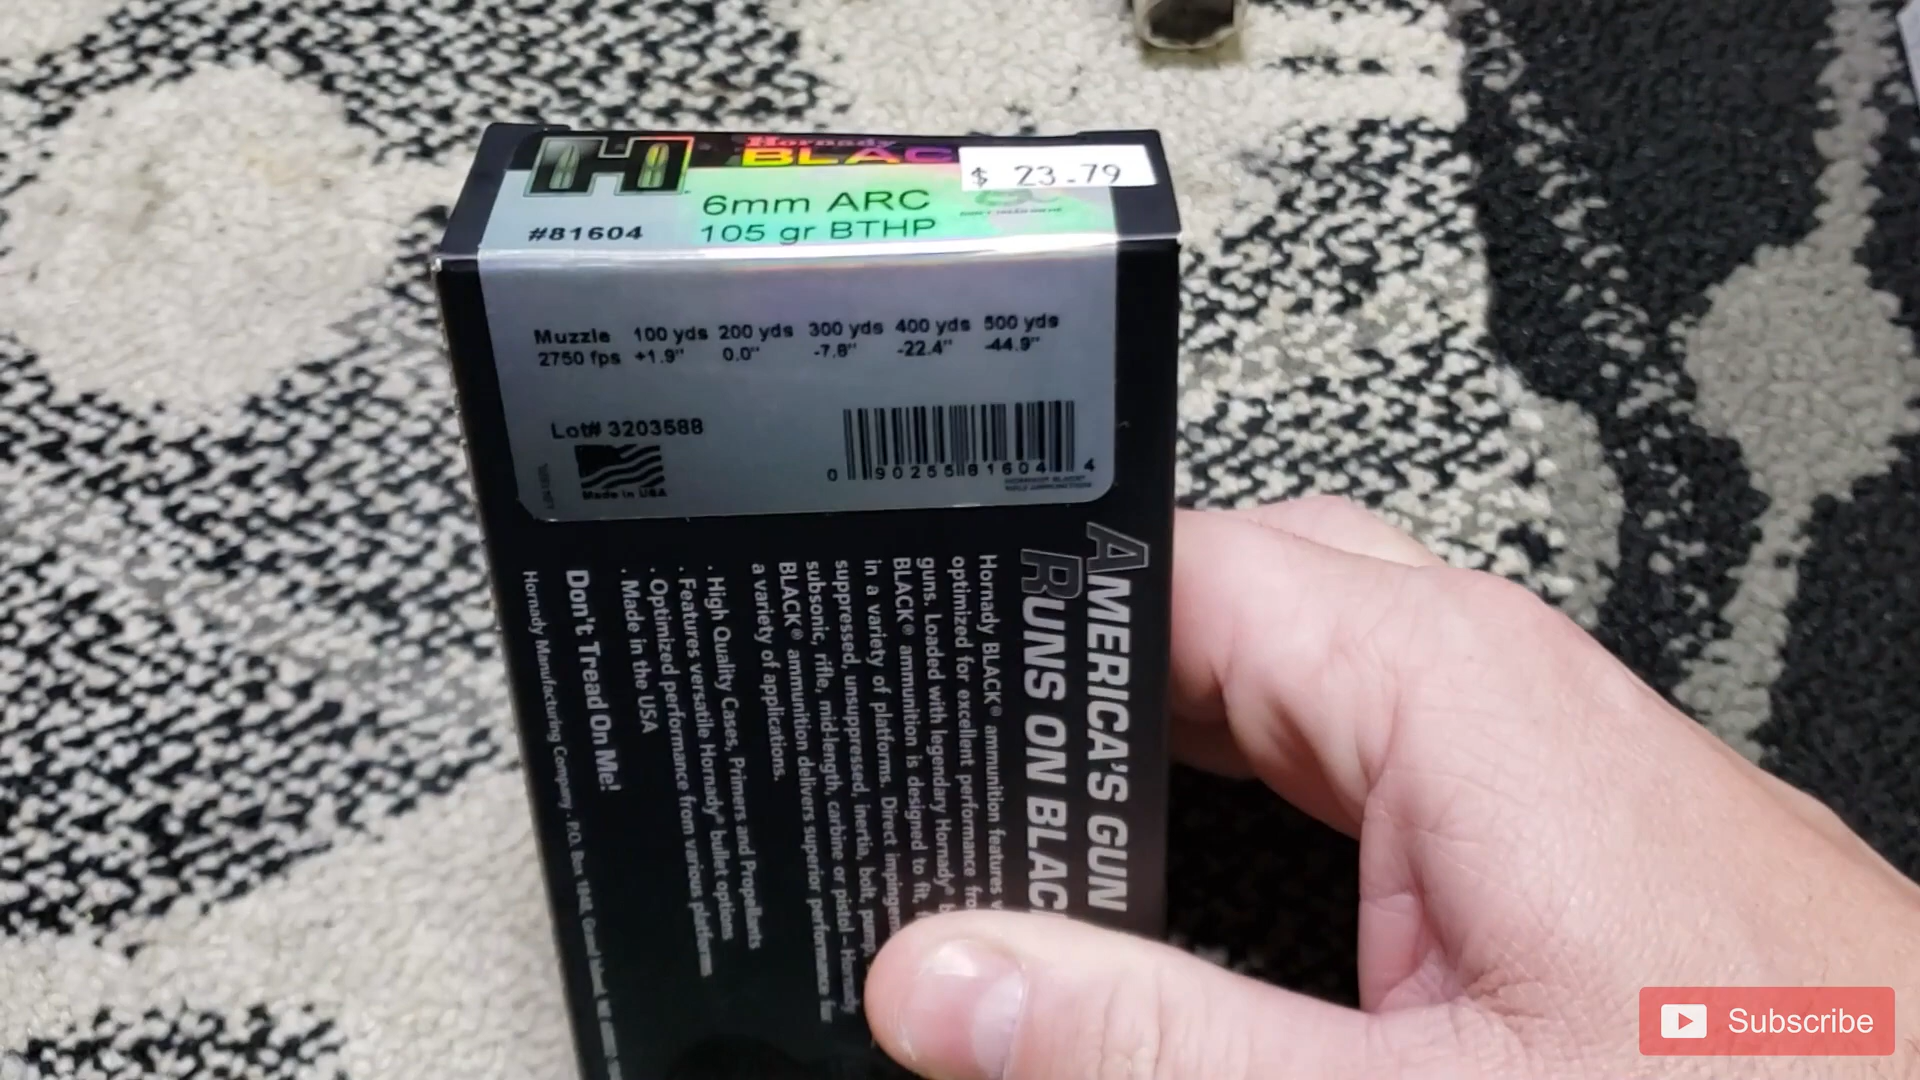 H
Hornady
BLAC
$ 23.79
6mm ARC
#81604
105 gr BTHP
Muzzle 100 yds 200 yds 300 yds 400 yds 500 yds
2750 fps +1.9" 0.0" -7.8" -22.4" -44.9"
Lot# 3203588
Made in USA
0 90255 81604 4
AMERICA'S GUN
RUNS ON BLAC
Hornady BLACK® ammunition features
optimized for excellent performance fro
guns. Loaded with legendary Hornady®
BLACK® ammunition is designed to fit,
in a variety of platforms. Direct impingem
suppressed, unsuppressed, inertia, bolt, pump,
subsonic, rifle, mid-length, carbine or pistol – Hornady
BLACK® ammunition delivers superior performance for
a variety of applications.
· High Quality Cases, Primers and Propellants
· Features versatile Hornady® bullet options
· Optimized performance from various platforms
· Made in the USA
Don't Tread On Me!
Hornady Manufacturing Company · P.O. Box 1848, Grand Island, NE
Subscribe